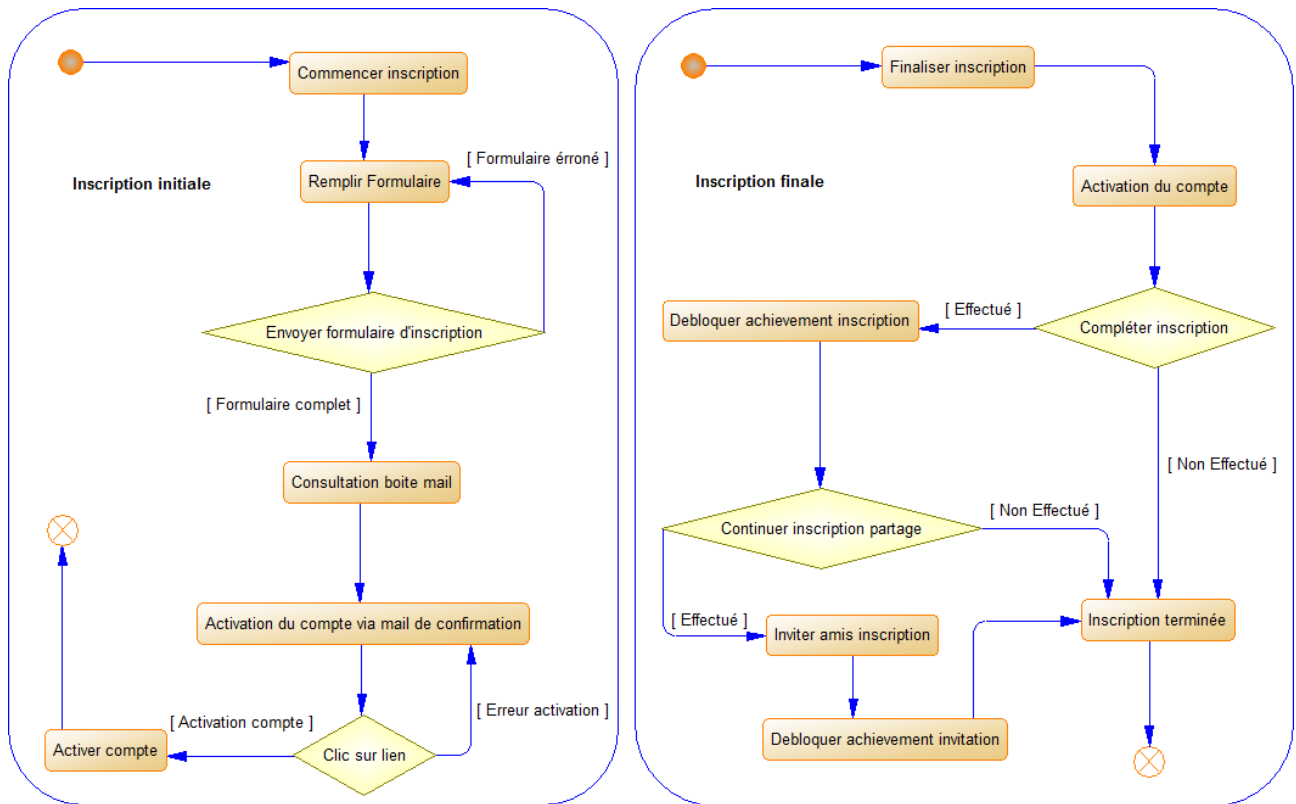 Commencer inscription
[ Formulaire érroné ]
Inscription initiale
Remplir Formulaire
Envoyer formulaire d'inscription
[ Formulaire complet ]
Consultation boite mail
Activation du compte via mail de confirmation
[ Activation compte ]
[ Erreur activation ]
Activer compte
Clic sur lien
Finaliser inscription
Inscription finale
Activation du compte
Debloquer achievement inscription
[ Effectué ]
Compléter inscription
[ Non Effectué ]
Continuer inscription partage
[ Non Effectué ]
[ Effectué ]
Inviter amis inscription
Inscription terminée
Debloquer achievement invitation